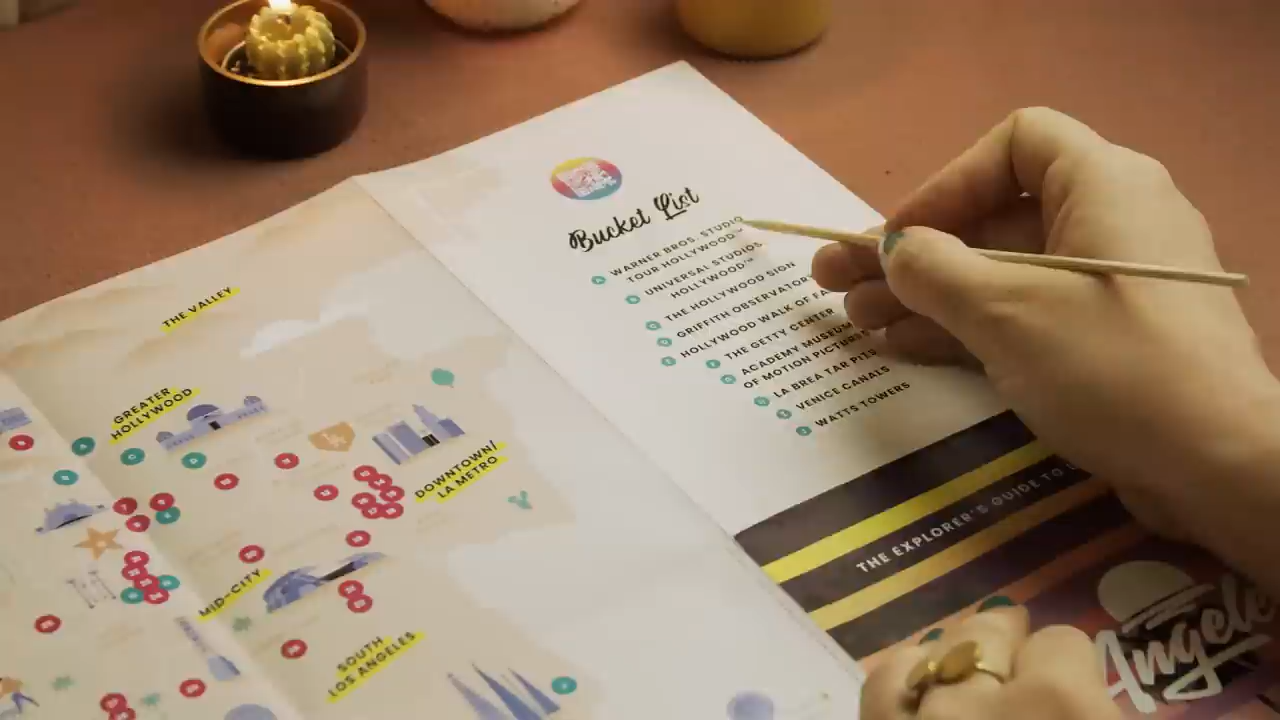 Bucket List
WARNER BROS. STUDIO
TOUR HOLLYWOOD™
UNIVERSAL STUDIOS
HOLLYWOOD™
THE HOLLYWOOD SIGN
GRIFFITH OBSERVATORY
HOLLYWOOD WALK OF FA
THE GETTY CENTER
ACADEMY MUSEUM
OF MOTION PICTURE
LA BREA TAR PITS
VENICE CANALS
WATTS TOWERS
THE EXPLORER'S GUIDE TO L
Angele
THE VALLEY
GREATER
HOLLYWOOD
DOWNTOWN/
LA METRO
MID-CITY
SOUTH
LOS ANGELES